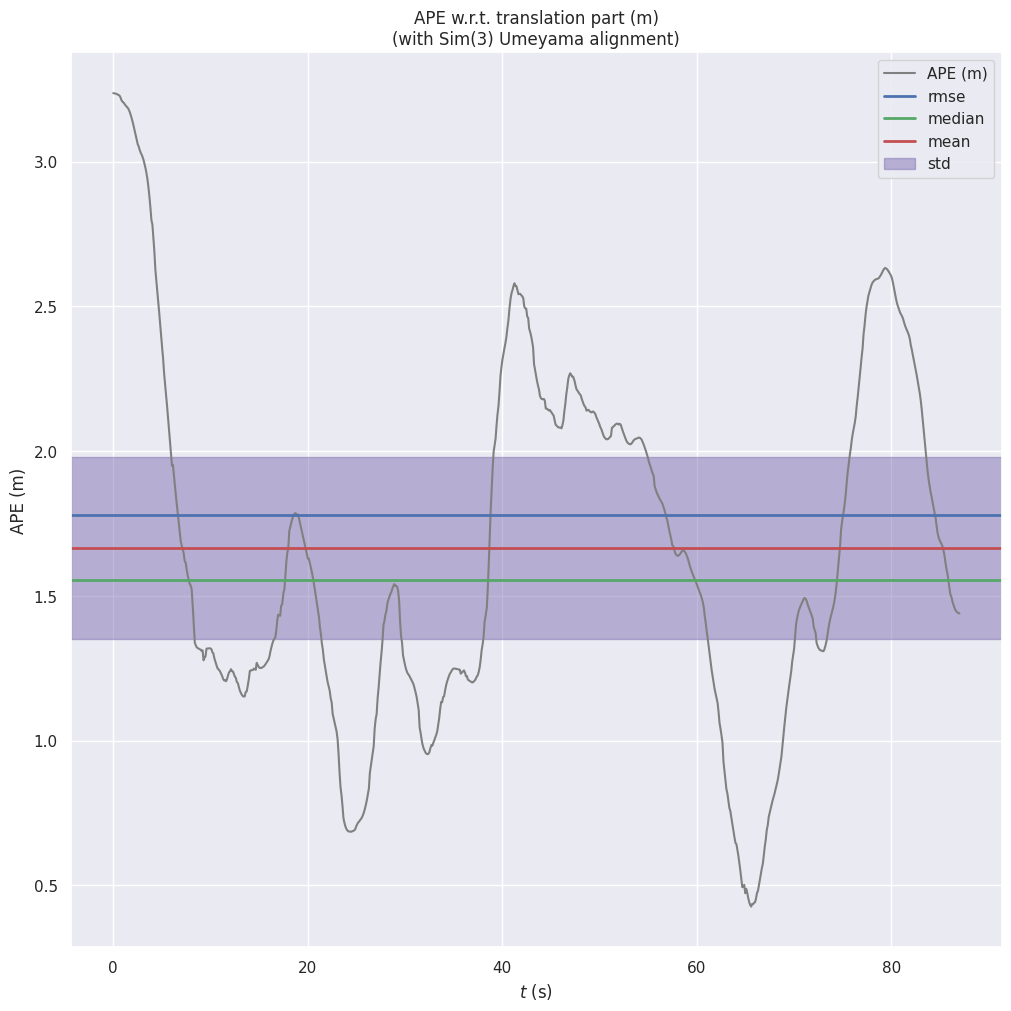 APE w.r.t. translation part (m)
(with Sim(3) Umeyama alignment)
APE (m)
rmse
median
mean
std
APE (m)
3.0
2.5
2.0
1.5
1.0
0.5
0 20 40 60 80
t (s)